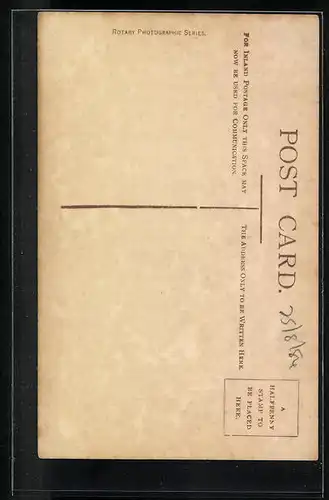 POST CARD.
FOR INLAND POSTAGE ONLY THIS SPACE MAY
NOW BE USED FOR COMMUNICATION.
THE ADDRESS ONLY TO BE WRITTEN HERE.
A
HALFPENNY
STAMP TO
BE PLACED
HERE.
ROTARY PHOTOGRAPHIC SERIES.